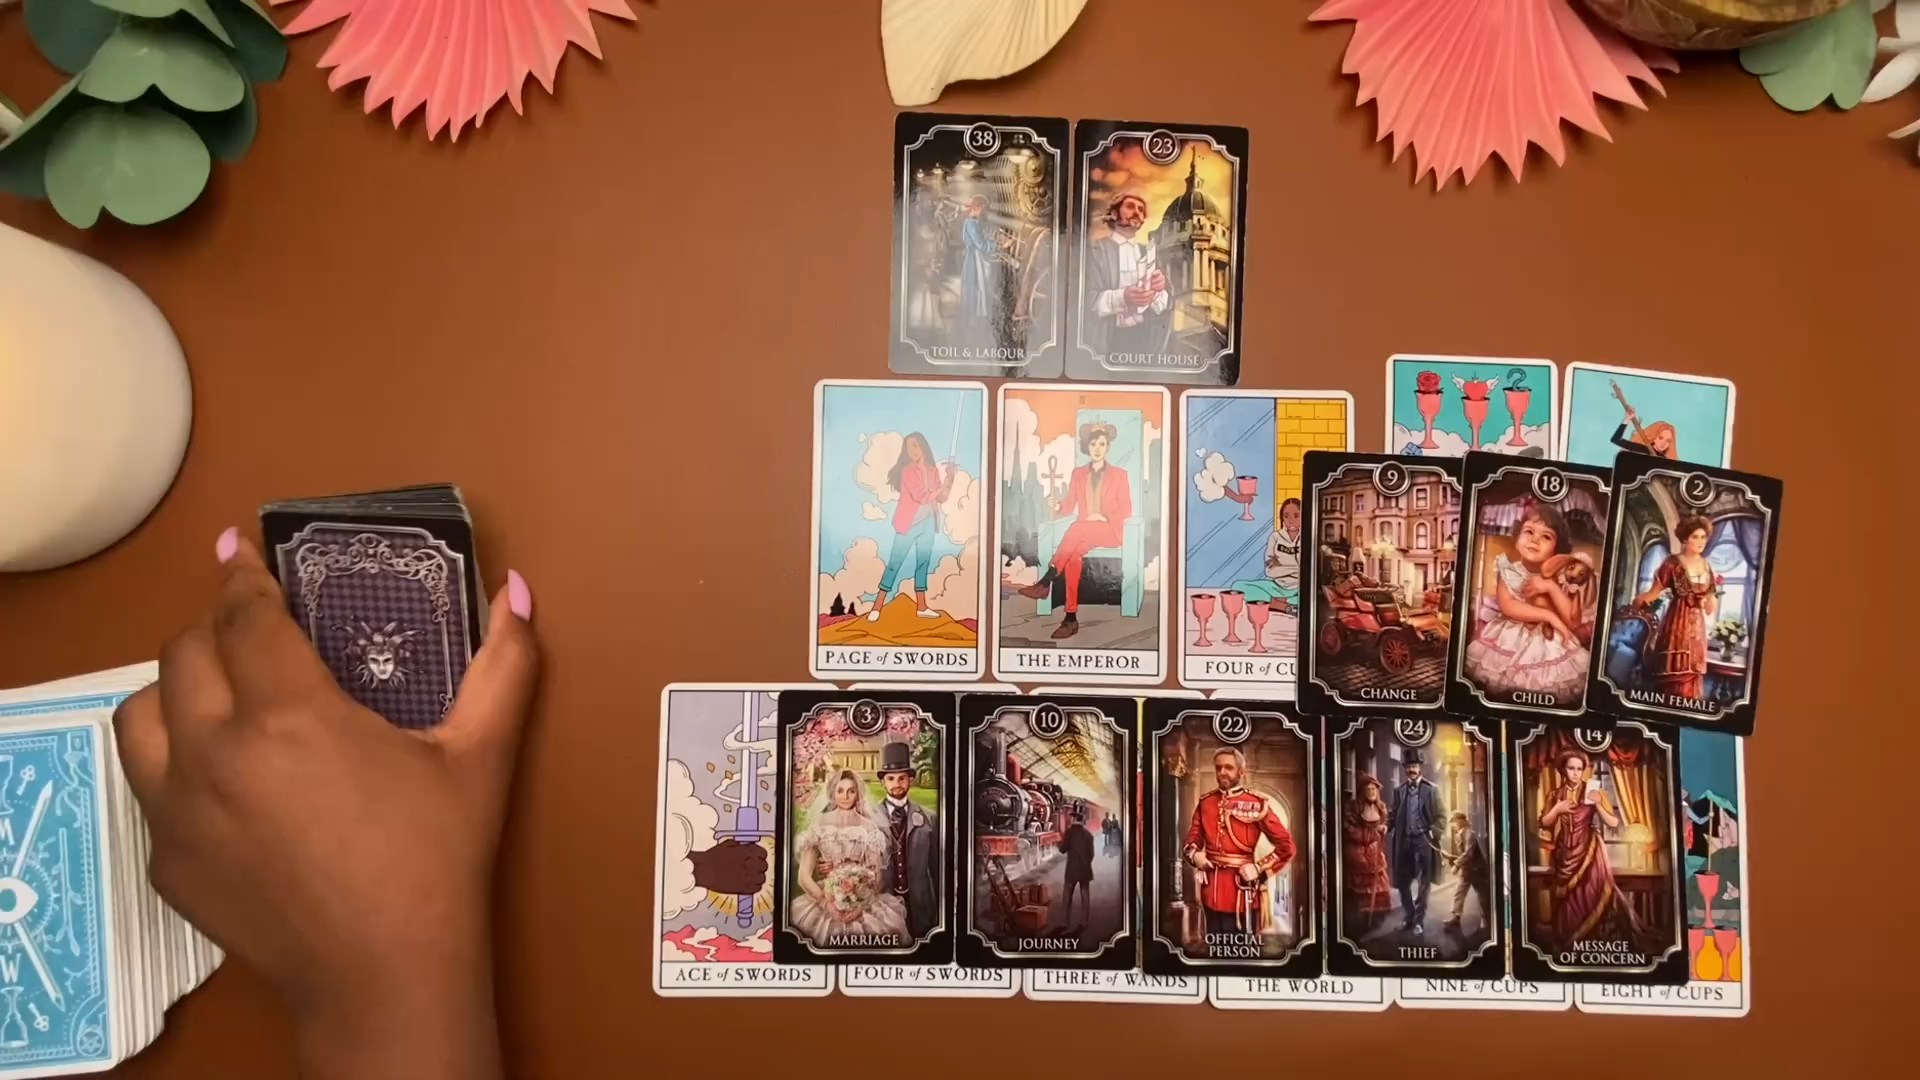 38
23
TOIL & LABOUR
COURT HOUSE
9
18
2
PAGE of SWORDS
THE EMPEROR
FOUR of CU
CHANGE
CHILD
MAIN FEMALE
3
10
22
24
14
MARRIAGE
JOURNEY
OFFICIAL
PERSON
THIEF
MESSAGE
OF CONCERN
ACE of SWORDS
FOUR of SWORDS
THREE of WANDS
THE WORLD
NINE of CUPS
EIGHT of CUPS
M
W